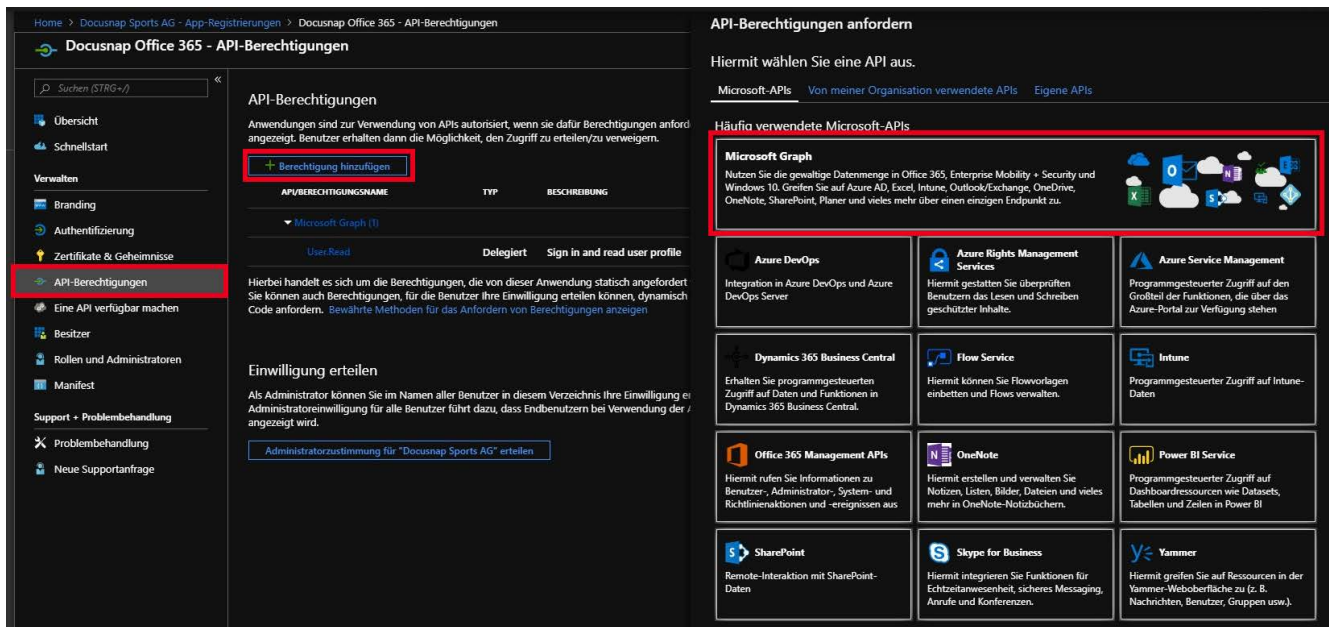 Home > Docusnap Sports AG - App-Registrierungen > Docusnap Office 365 - API-Berechtigungen
Docusnap Office 365 - API-Berechtigungen
Suchen (STRG+/)
«
Übersicht
Schnellstart
Verwalten
Branding
Authentifizierung
Zertifikate & Geheimnisse
API-Berechtigungen
Eine API verfügbar machen
Besitzer
Rollen und Administratoren
Manifest
Support + Problembehandlung
Problembehandlung
Neue Supportanfrage
API-Berechtigungen
Anwendungen sind zur Verwendung von APIs autorisiert, wenn sie dafür Berechtigungen anford
angezeigt. Benutzer erhalten dann die Möglichkeit, den Zugriff zu erteilen/zu verweigern.
+ Berechtigung hinzufügen
API/BERECHTIGUNGSNAME TYP BESCHREIBUNG
Microsoft Graph (1)
User.Read Delegiert Sign in and read user profile
Hierbei handelt es sich um die Berechtigungen, die von dieser Anwendung statisch angefordert
Sie können auch Berechtigungen, für die Benutzer Ihre Einwilligung erteilen können, dynamisch
Code anfordern. Bewährte Methoden für das Anfordern von Berechtigungen anzeigen
Einwilligung erteilen
Als Administrator können Sie im Namen aller Benutzer in diesem Verzeichnis Ihre Einwilligung e
Administratoreinwilligung für alle Benutzer führt dazu, dass Endbenutzern bei Verwendung der
angezeigt wird.
Administratorzustimmung für "Docusnap Sports AG" erteilen
API-Berechtigungen anfordern
Hiermit wählen Sie eine API aus.
Microsoft-APIs Von meiner Organisation verwendete APIs Eigene APIs
Häufig verwendete Microsoft-APIs
Microsoft Graph
Nutzen Sie die gewaltige Datenmenge in Office 365, Enterprise Mobility + Security und
Windows 10. Greifen Sie auf Azure AD, Excel, Intune, Outlook/Exchange, OneDrive,
OneNote, SharePoint, Planer und vieles mehr über einen einzigen Endpunkt zu.
Azure DevOps
Integration in Azure DevOps und Azure
DevOps Server
Azure Rights Management
Services
Hiermit gestatten Sie überprüften
Benutzern das Lesen und Schreiben
geschützter Inhalte.
Azure Service Management
Programmgesteuerter Zugriff auf den
Großteil der Funktionen, die über das
Azure-Portal zur Verfügung stehen
Dynamics 365 Business Central
Erhalten Sie programmgesteuerten
Zugriff auf Daten und Funktionen in
Dynamics 365 Business Central.
Flow Service
Hiermit können Sie Flowvorlagen
einbetten und Flows verwalten.
Intune
Programmgesteuerter Zugriff auf Intune-
Daten
Office 365 Management APIs
Hiermit rufen Sie Informationen zu
Benutzer-, Administrator-, System- und
Richtlinienaktionen und -ereignissen aus
OneNote
Hiermit erstellen und verwalten Sie
Notizen, Listen, Bilder, Dateien und vieles
mehr in OneNote-Notizbüchern.
Power BI Service
Programmgesteuerter Zugriff auf
Dashboardressourcen wie Datasets,
Tabellen und Zeilen in Power BI
SharePoint
Remote-Interaktion mit SharePoint-
Daten
Skype for Business
Hiermit integrieren Sie Funktionen für
Echtzeitanwesenheit, sicheres Messaging,
Anrufe und Konferenzen.
Yammer
Hiermit greifen Sie auf Ressourcen in der
Yammer-Weboberfläche zu (z. B.
Nachrichten, Benutzer, Gruppen usw.).